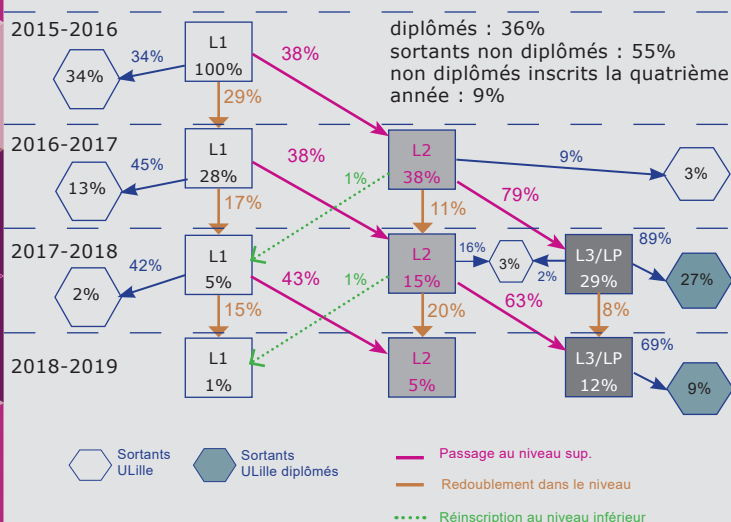 2015-2016
L1
100%
34%
34%
38%
29%
diplômés : 36%
sortants non diplômés : 55%
non diplômés inscrits la quatrième
année : 9%
2016-2017
L1
28%
45%
13%
38%
17%
1%
L2
38%
9%
3%
79%
11%
2017-2018
L1
5%
42%
2%
43%
15%
1%
L2
15%
16%
3%
2%
L3/LP
29%
89%
27%
63%
20%
8%
2018-2019
L1
1%
L2
5%
L3/LP
12%
69%
9%
Sortants
ULille
Sortants
ULille diplômés
Passage au niveau sup.
Redoublement dans le niveau
Réinscription au niveau inférieur